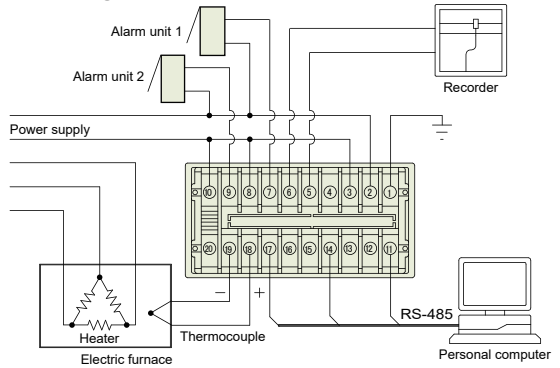 Alarm unit 1
Alarm unit 2
Recorder
Power supply
10 9 8 7 6 5 4 3 2 1
20 19 18 17 16 15 14 13 12 11
− +
RS-485
Thermocouple
Heater
Electric furnace
Personal computer